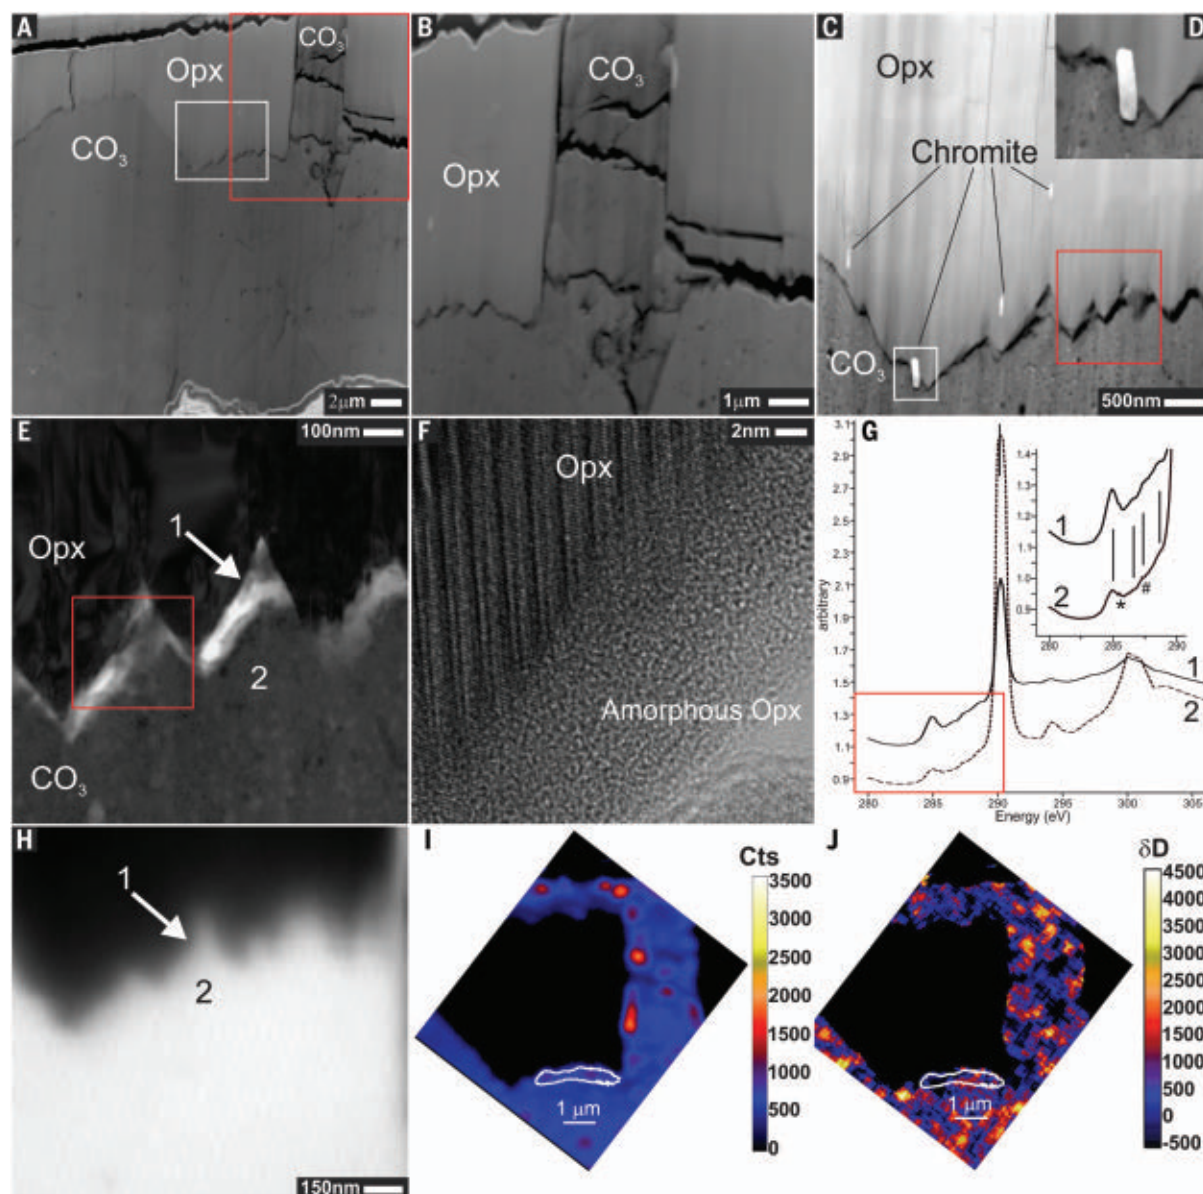 A
CO3
Opx
CO3
2μm
B
CO3
Opx
1μm
C
D
Opx
Chromite
CO3
500nm
E
100nm
1
Opx
2
CO3
F
2nm
Opx
Amorphous Opx
G
3.1
2.9
2.7
2.5
2.3
2.1
1.9
1.7
1.5
1.3
1.1
0.9
arbitrary
1.4
1.3
1.2
1.1
1.0
0.9
1
2
*
#
280
285
290
1
2
280
285
290
295
300
305
Energy (eV)
H
1
2
150nm
I
Cts
3500
3000
2500
2000
1500
1000
500
0
1 μm
J
δD
4500
4000
3500
3000
2500
2000
1500
1000
500
0
-500
1 μm